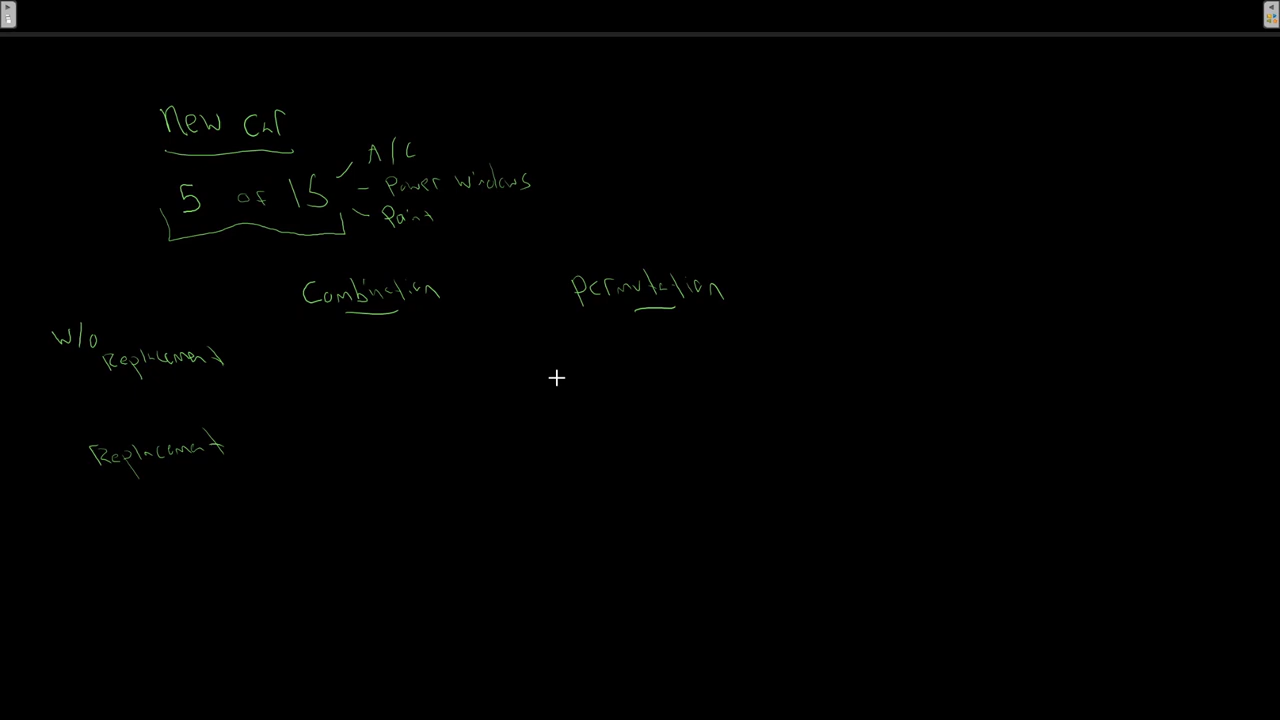 New car
5 of 15
A/C
Power Windows
Paint
Combination
Permutation
W/o
Replacement
Replacement